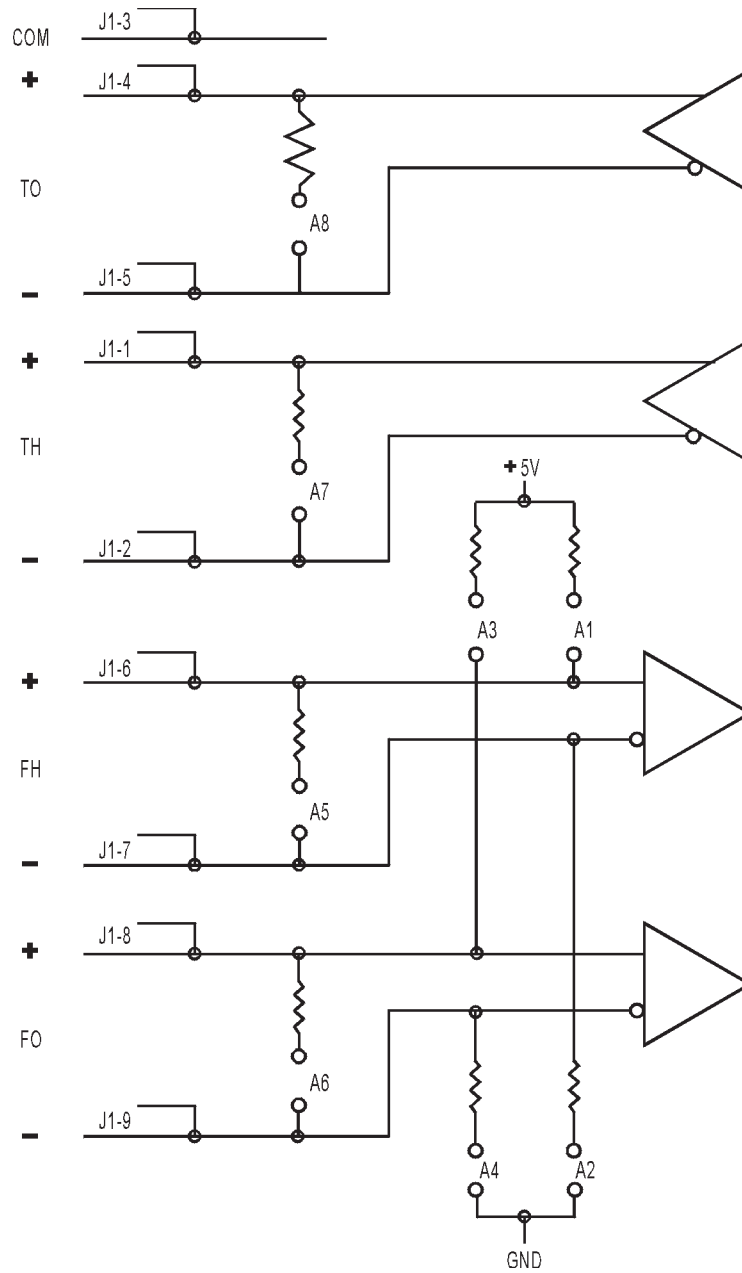 COM J1-3
+ J1-4
TO
A8
− J1-5
+ J1-1
TH
A7
− J1-2
+5V
A3 A1
+ J1-6
FH
A5
− J1-7
+ J1-8
FO
A6
− J1-9
A4 A2
GND